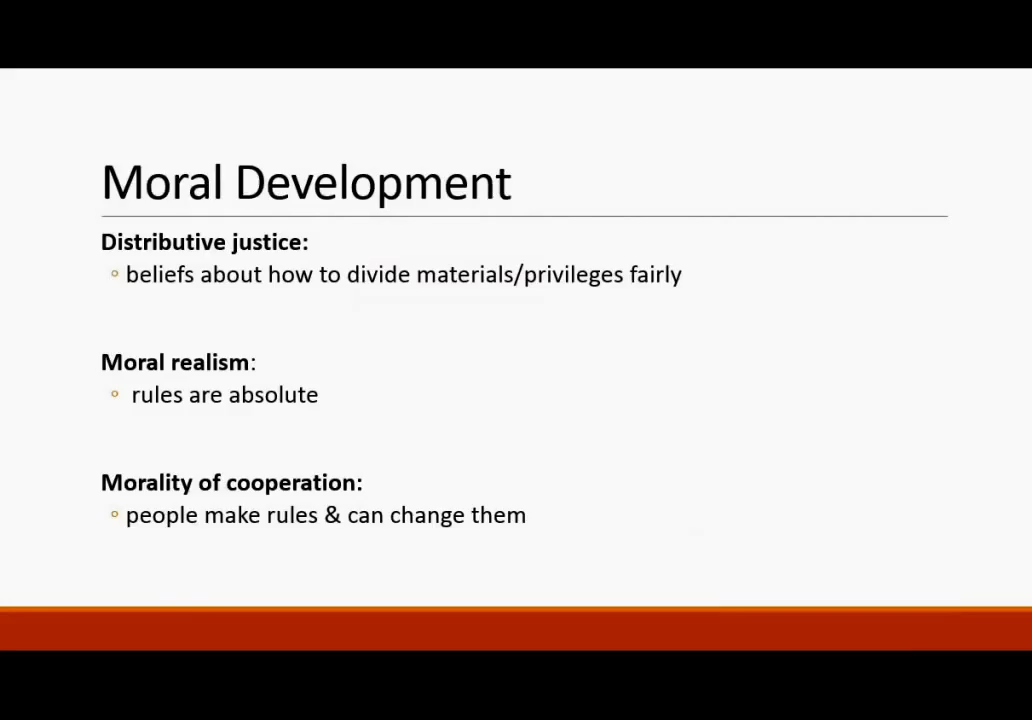 Moral Development
Distributive justice:
◦ beliefs about how to divide materials/privileges fairly
Moral realism:
◦ rules are absolute
Morality of cooperation:
◦ people make rules & can change them